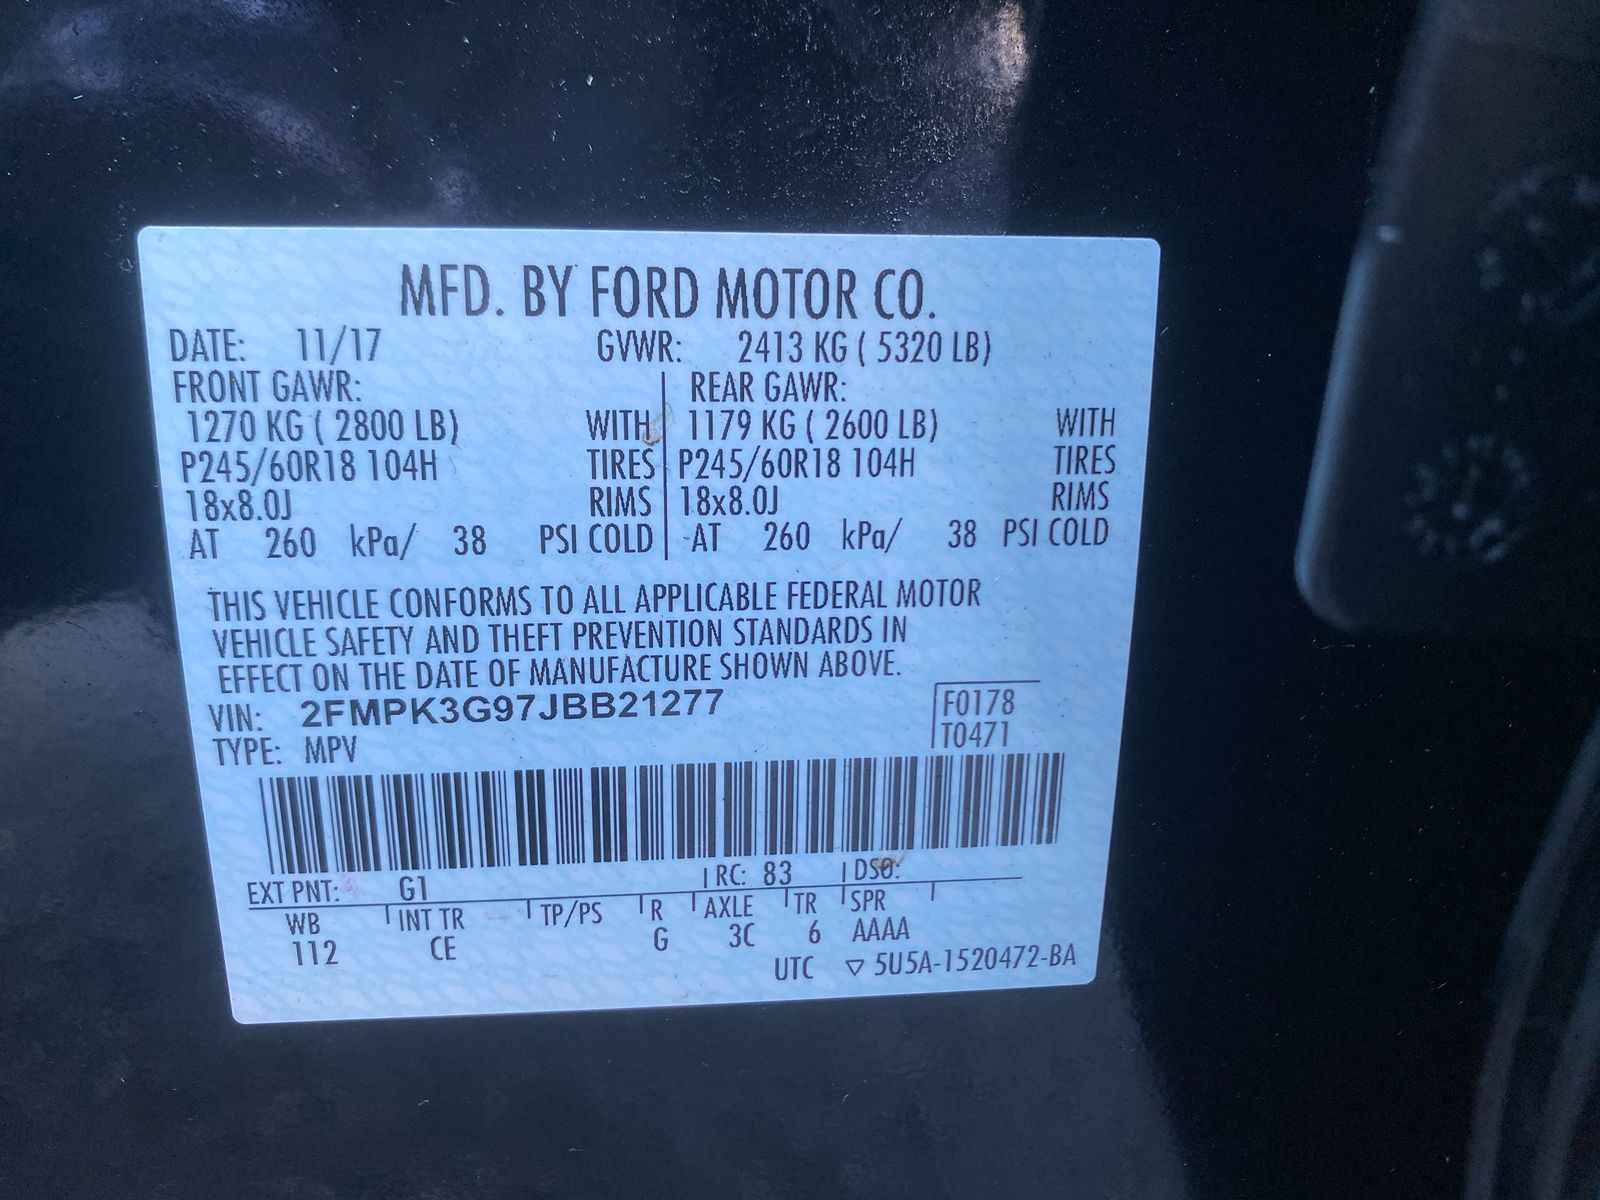 MFD. BY FORD MOTOR CO.
DATE: 11/17 GVWR: 2413 KG ( 5320 LB)
FRONT GAWR: REAR GAWR:
1270 KG ( 2800 LB) WITH 1179 KG ( 2600 LB) WITH
P245/60R18 104H TIRES P245/60R18 104H TIRES
18x8.0J RIMS 18x8.0J RIMS
AT 260 kPa/ 38 PSI COLD AT 260 kPa/ 38 PSI COLD
THIS VEHICLE CONFORMS TO ALL APPLICABLE FEDERAL MOTOR
VEHICLE SAFETY AND THEFT PREVENTION STANDARDS IN
EFFECT ON THE DATE OF MANUFACTURE SHOWN ABOVE.
VIN: 2FMPK3G97JBB21277 F0178
TYPE: MPV T0471
EXT PNT: G1 RC: 83 DSO:
WB INT TR TP/PS R AXLE TR SPR
112 CE G 3C 6 AAAA
UTC ▽ 5U5A-1520472-BA